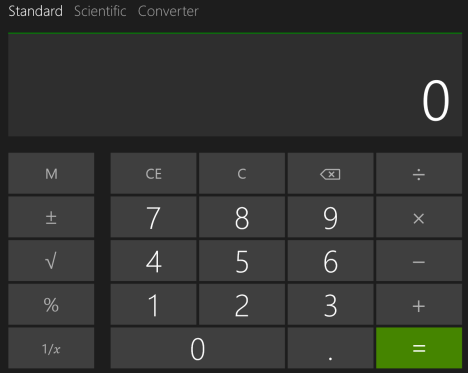 Standard Scientific Converter
0
M CE C ⌫ ÷
± 7 8 9 ×
√ 4 5 6 −
% 1 2 3 +
1/x 0 . =